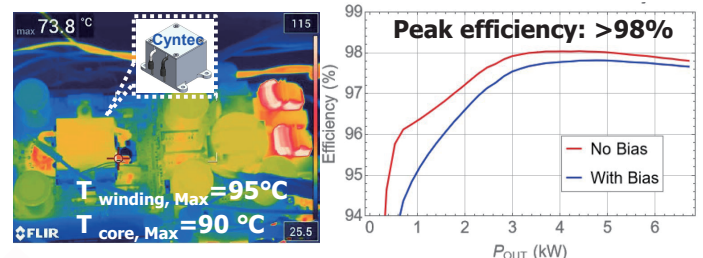 max 73.8 °C
115
Cyntec
T winding, Max=95°C
T core, Max=90 °C
FLIR
25.5
Peak efficiency: >98%
99
98
97
96
95
94
Efficiency (%)
No Bias
With Bias
0 1 2 3 4 5 6
POUT (kW)